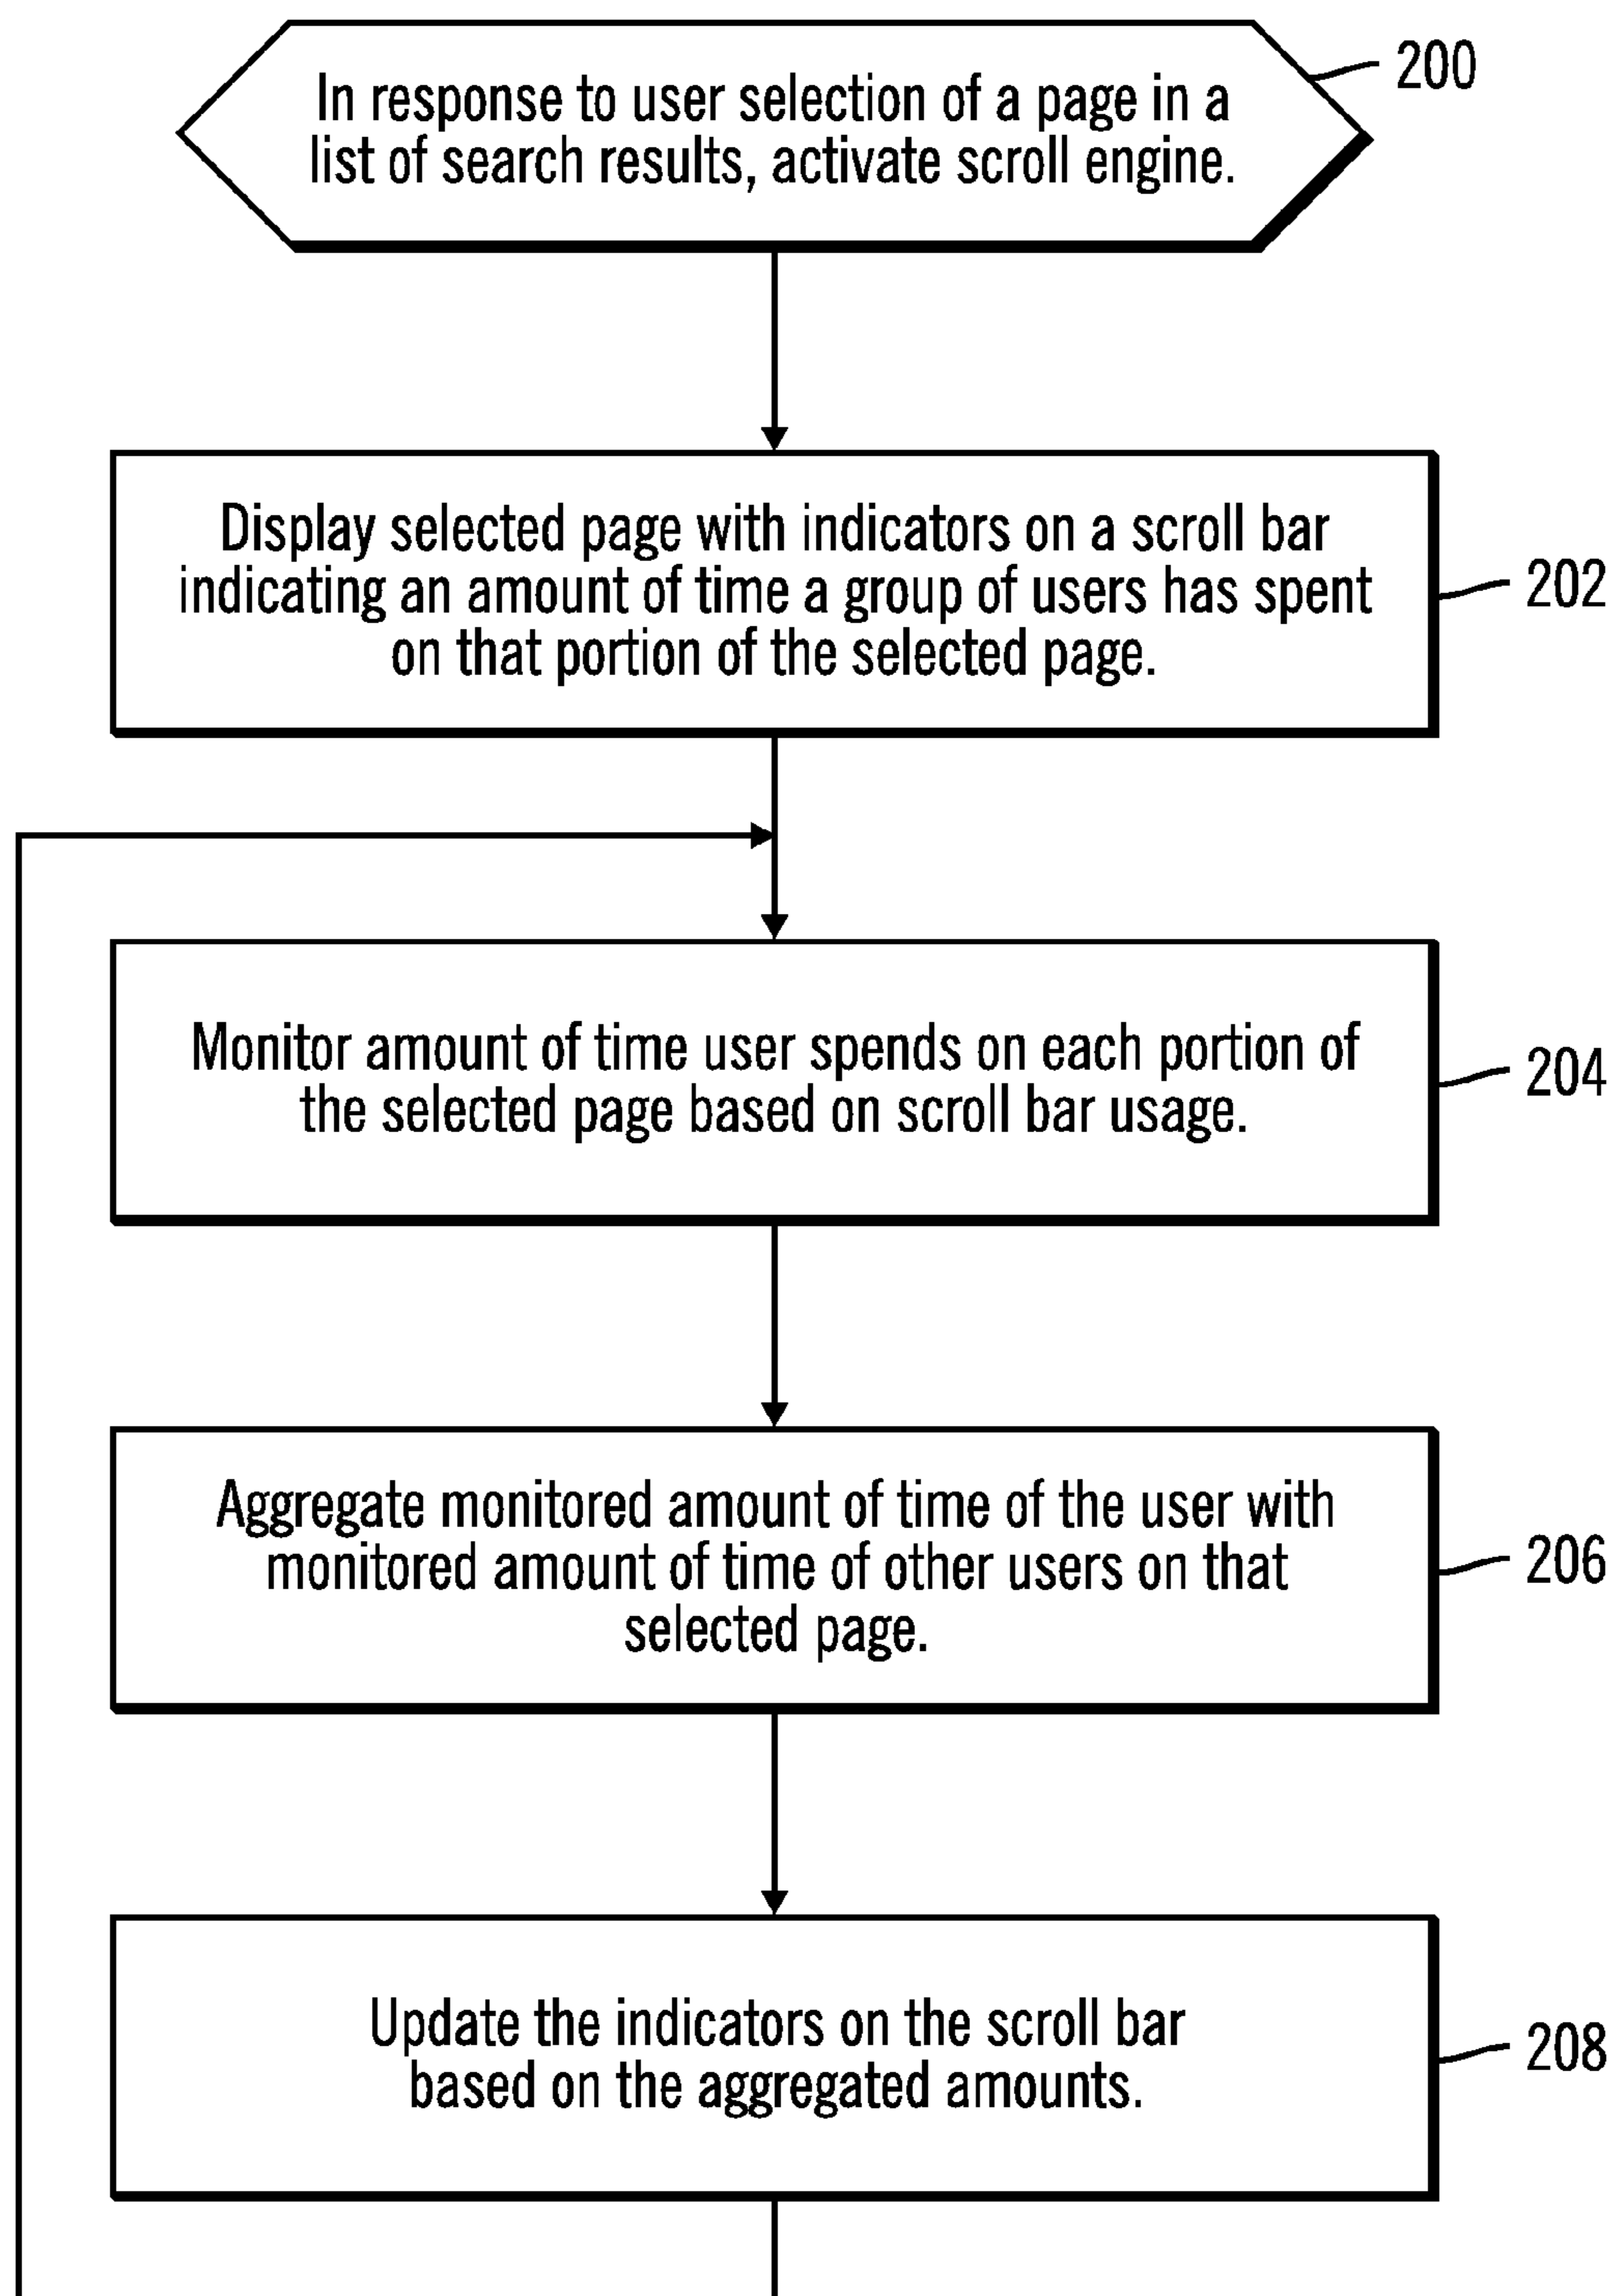 In response to user selection of a page in a
list of search results, activate scroll engine.
200
Display selected page with indicators on a scroll bar
indicating an amount of time a group of users has spent
on that portion of the selected page.
202
Monitor amount of time user spends on each portion of
the selected page based on scroll bar usage.
204
Aggregate monitored amount of time of the user with
monitored amount of time of other users on that
selected page.
206
Update the indicators on the scroll bar
based on the aggregated amounts.
208